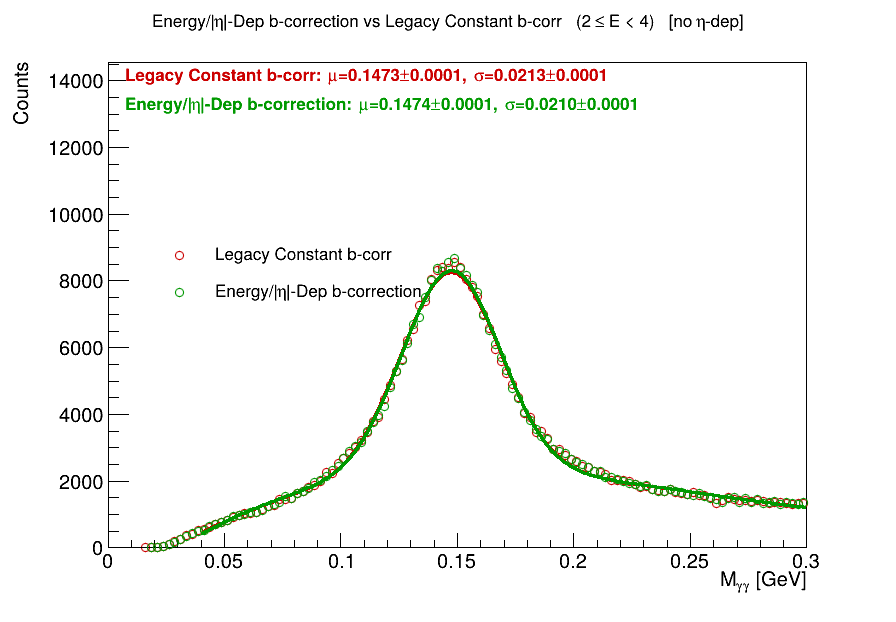 Energy/|η|-Dep b-correction vs Legacy Constant b-corr (2 ≤ E < 4) [no η-dep]
Counts
Legacy Constant b-corr: μ=0.1473±0.0001, σ=0.0213±0.0001
Energy/|η|-Dep b-correction: μ=0.1474±0.0001, σ=0.0210±0.0001
14000
12000
10000
8000
6000
4000
2000
0
Legacy Constant b-corr
Energy/|η|-Dep b-correction
0 0.05 0.1 0.15 0.2 0.25 0.3
Mγγ [GeV]